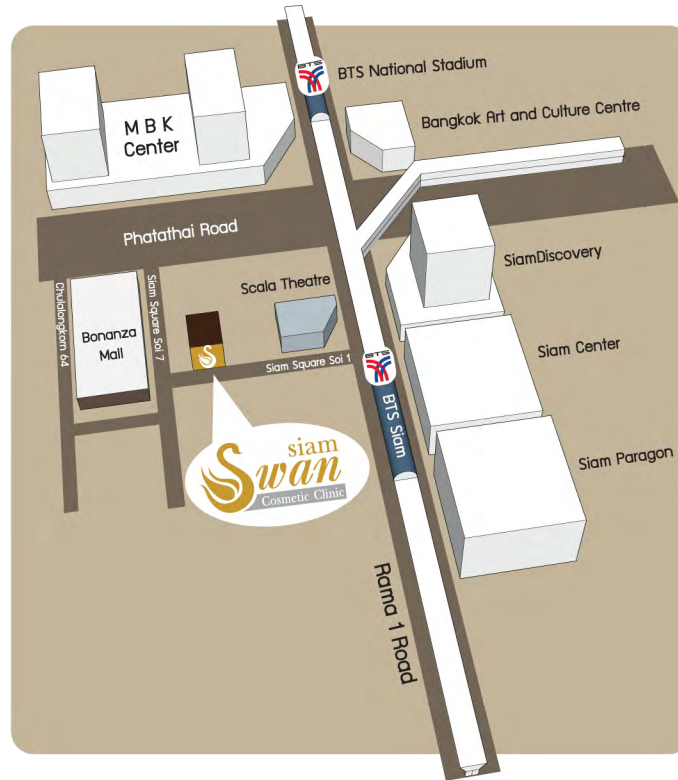 BTS
BTS National Stadium
Bangkok Art and Culture Centre
M B K
Center
Phatathai Road
SiamDiscovery
Scala Theatre
Chulalongkorn 64
Siam Square Soi 7
Bonanza
Mall
Siam Square Soi 1
BTS
BTS Siam
Siam Center
Siam Paragon
siam
Swan
Cosmetic Clinic
Rama 1 Road